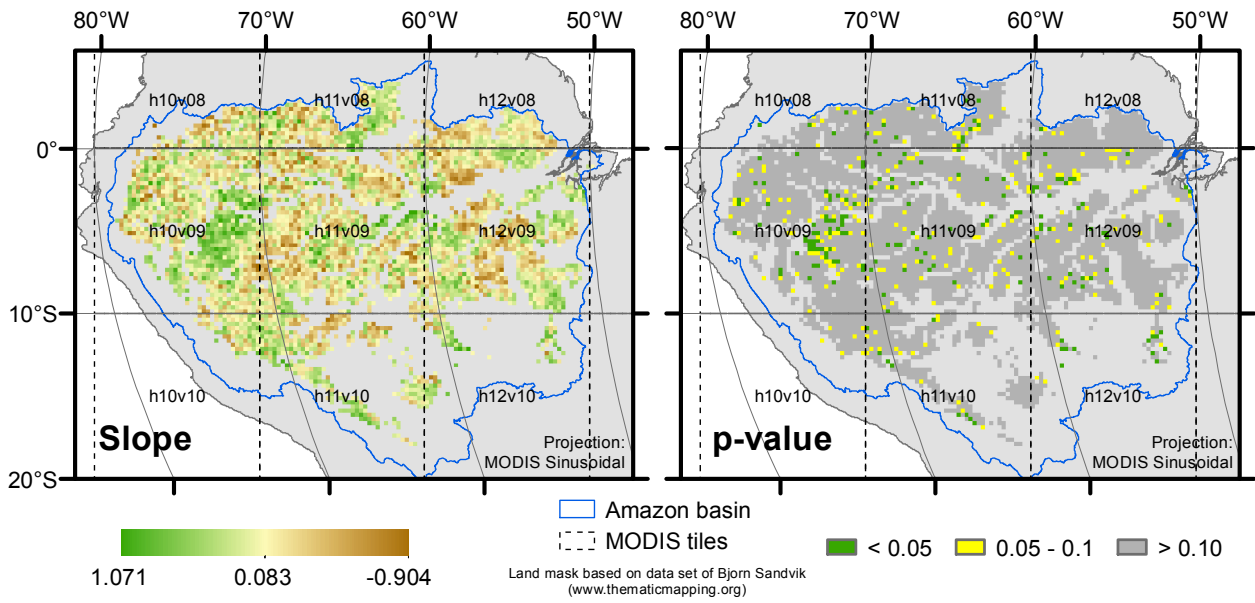 80°W 70°W 60°W 50°W
80°W 70°W 60°W 50°W
h10v08 h11v08 h12v08
h10v08 h11v08 h12v08
0°
h10v09 h11v09 h12v09
h10v09 h11v09 h12v09
10°S
h10v10 h11v10 h12v10
h10v10 h11v10 h12v10
Slope
Projection:
MODIS Sinusoidal
p-value
Projection:
MODIS Sinusoidal
20°S
Amazon basin
MODIS tiles
1.071 0.083 -0.904
< 0.05 0.05 - 0.1 > 0.10
Land mask based on data set of Bjorn Sandvik
(www.thematicmapping.org)